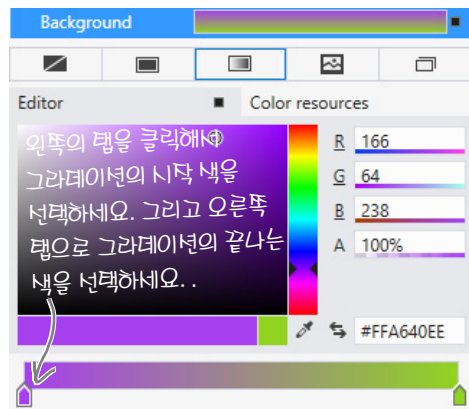 Background
Editor
Color resources
왼쪽의 탭을 클릭해서
그라데이션의 시작 색을
선택하세요. 그리고 오른쪽
탭으로 그라데이션의 끝나는
색을 선택하세요. .
R 166
G 64
B 238
A 100%
#FFA640EE